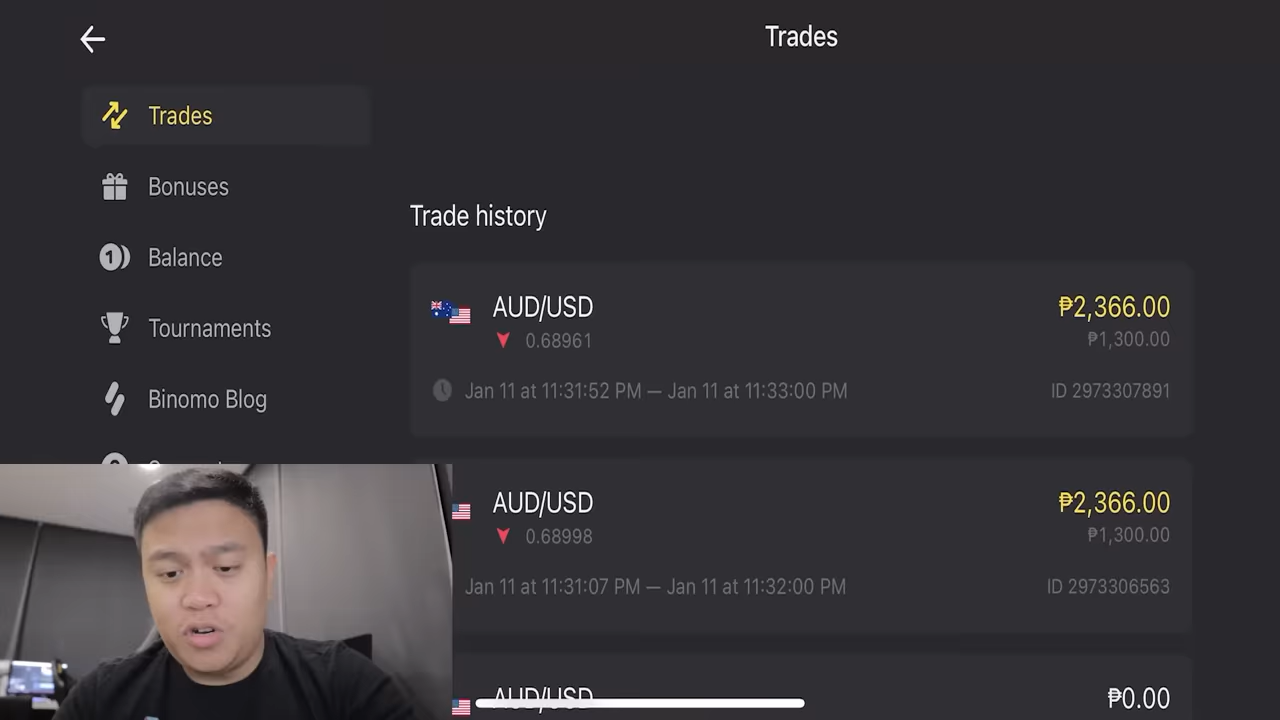 Trades
Trades
Bonuses
Balance
Tournaments
Binomo Blog
Trade history
AUD/USD
₱2,366.00
0.68961
₱1,300.00
Jan 11 at 11:31:52 PM — Jan 11 at 11:33:00 PM
ID 2973307891
AUD/USD
₱2,366.00
0.68998
₱1,300.00
Jan 11 at 11:31:07 PM — Jan 11 at 11:32:00 PM
ID 2973306563
AUD/USD
₱0.00